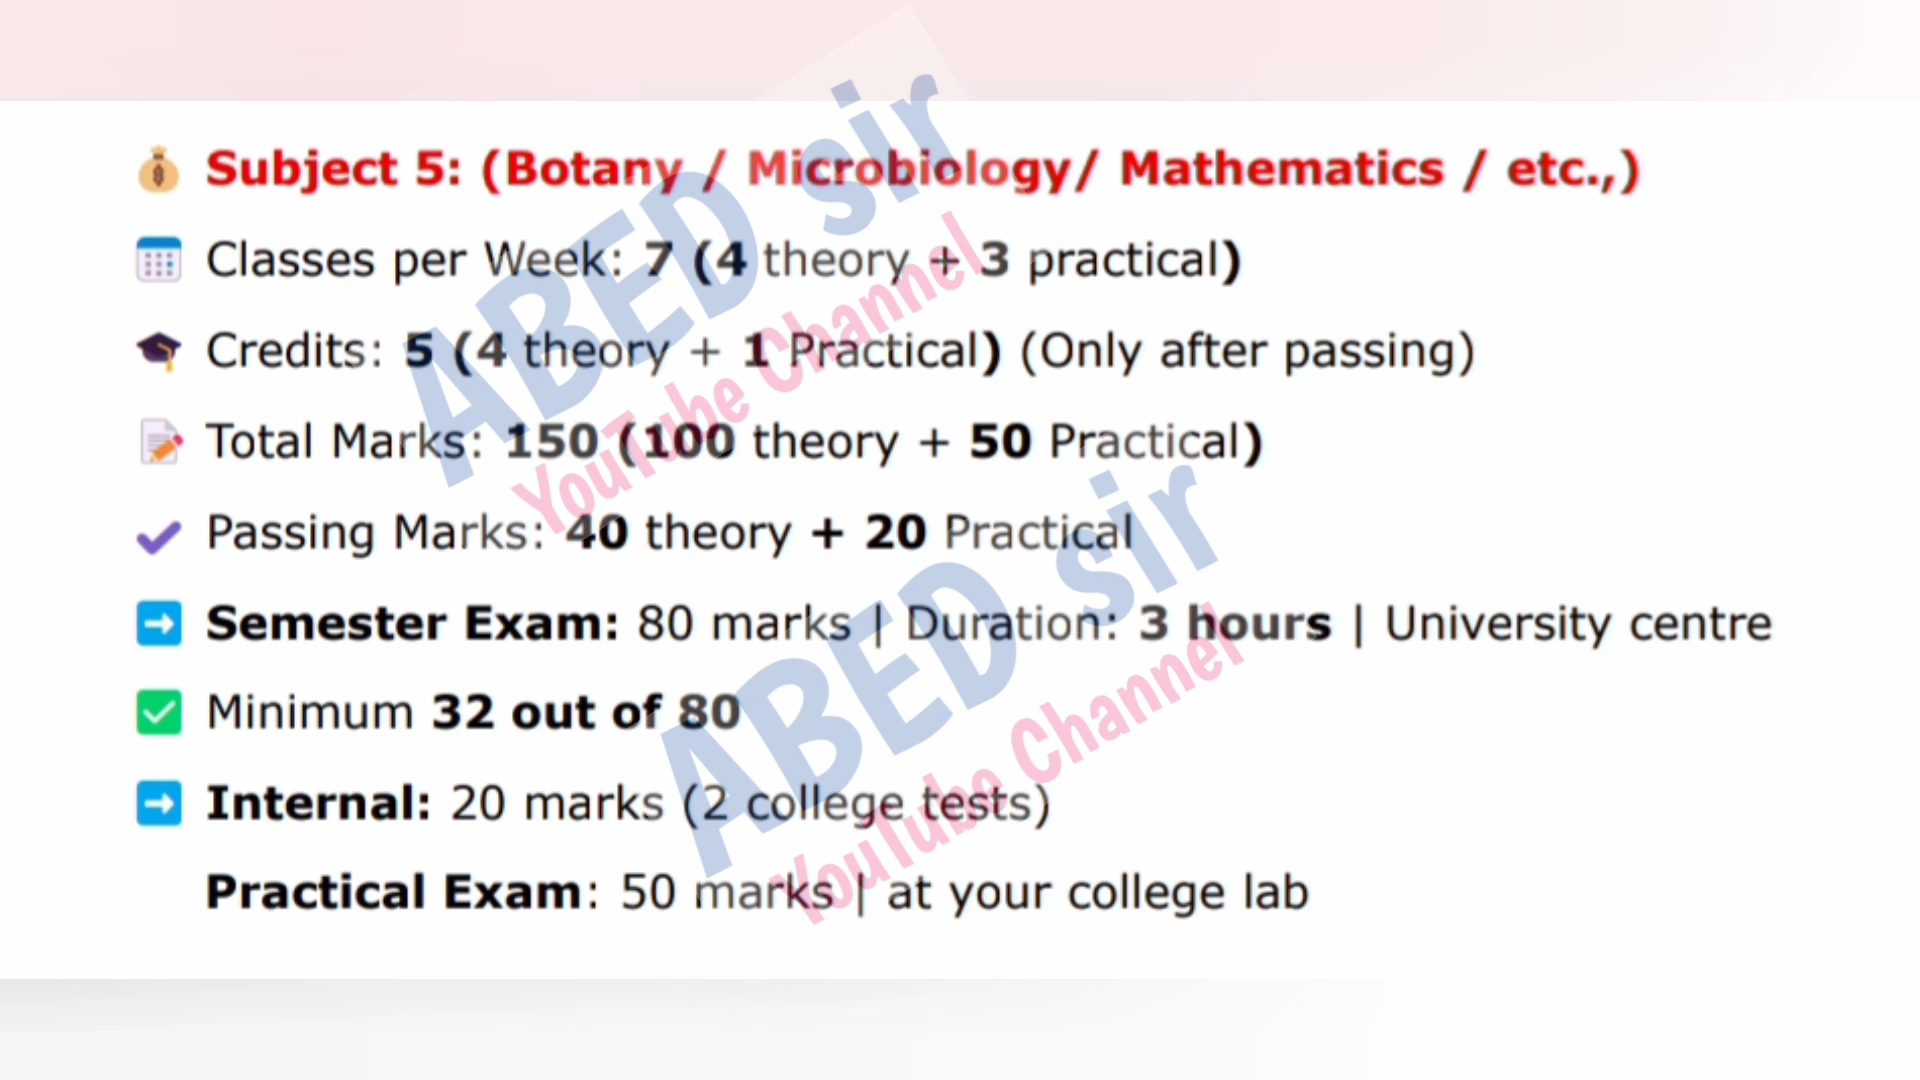 Subject 5: (Botany / Microbiology/ Mathematics / etc.,)
Classes per Week: 7 (4 theory + 3 practical)
Credits: 5 (4 theory + 1 Practical) (Only after passing)
Total Marks: 150 (100 theory + 50 Practical)
Passing Marks: 40 theory + 20 Practical
Semester Exam: 80 marks | Duration: 3 hours | University centre
Minimum 32 out of 80
Internal: 20 marks (2 college tests)
Practical Exam: 50 marks | at your college lab
ABED sir
YouTube Channel
ABED sir
YouTube Channel